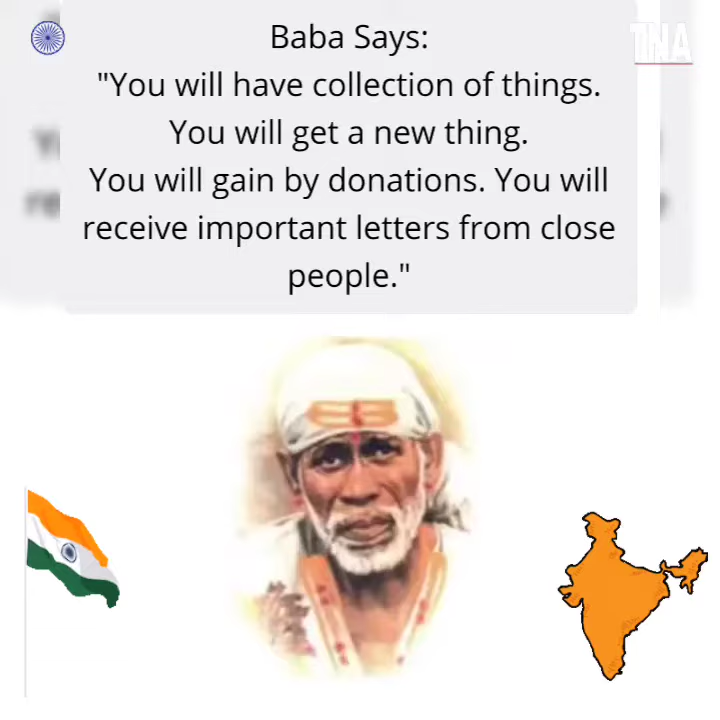 Baba Says:
"You will have collection of things.
You will get a new thing.
You will gain by donations. You will
receive important letters from close
people."